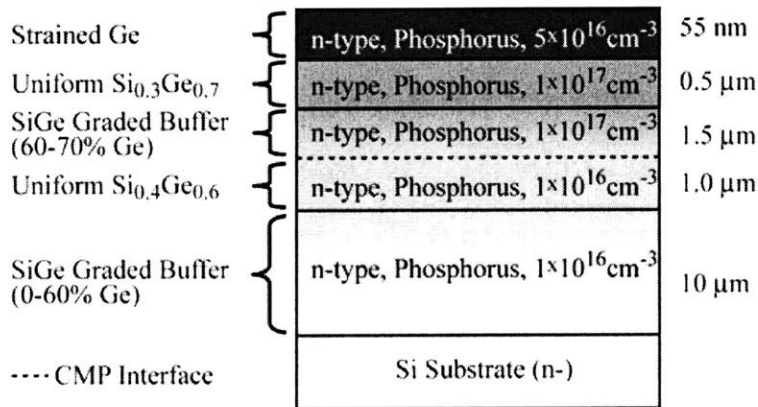 Strained Ge n-type, Phosphorus, 5×10¹⁶cm⁻³ 55 nm
Uniform Si₀.₃Ge₀.₇ n-type, Phosphorus, 1×10¹⁷cm⁻³ 0.5 μm
SiGe Graded Buffer
(60-70% Ge) n-type, Phosphorus, 1×10¹⁷cm⁻³ 1.5 μm
Uniform Si₀.₄Ge₀.₆ n-type, Phosphorus, 1×10¹⁶cm⁻³ 1.0 μm
SiGe Graded Buffer
(0-60% Ge) n-type, Phosphorus, 1×10¹⁶cm⁻³ 10 μm
---- CMP Interface Si Substrate (n-)